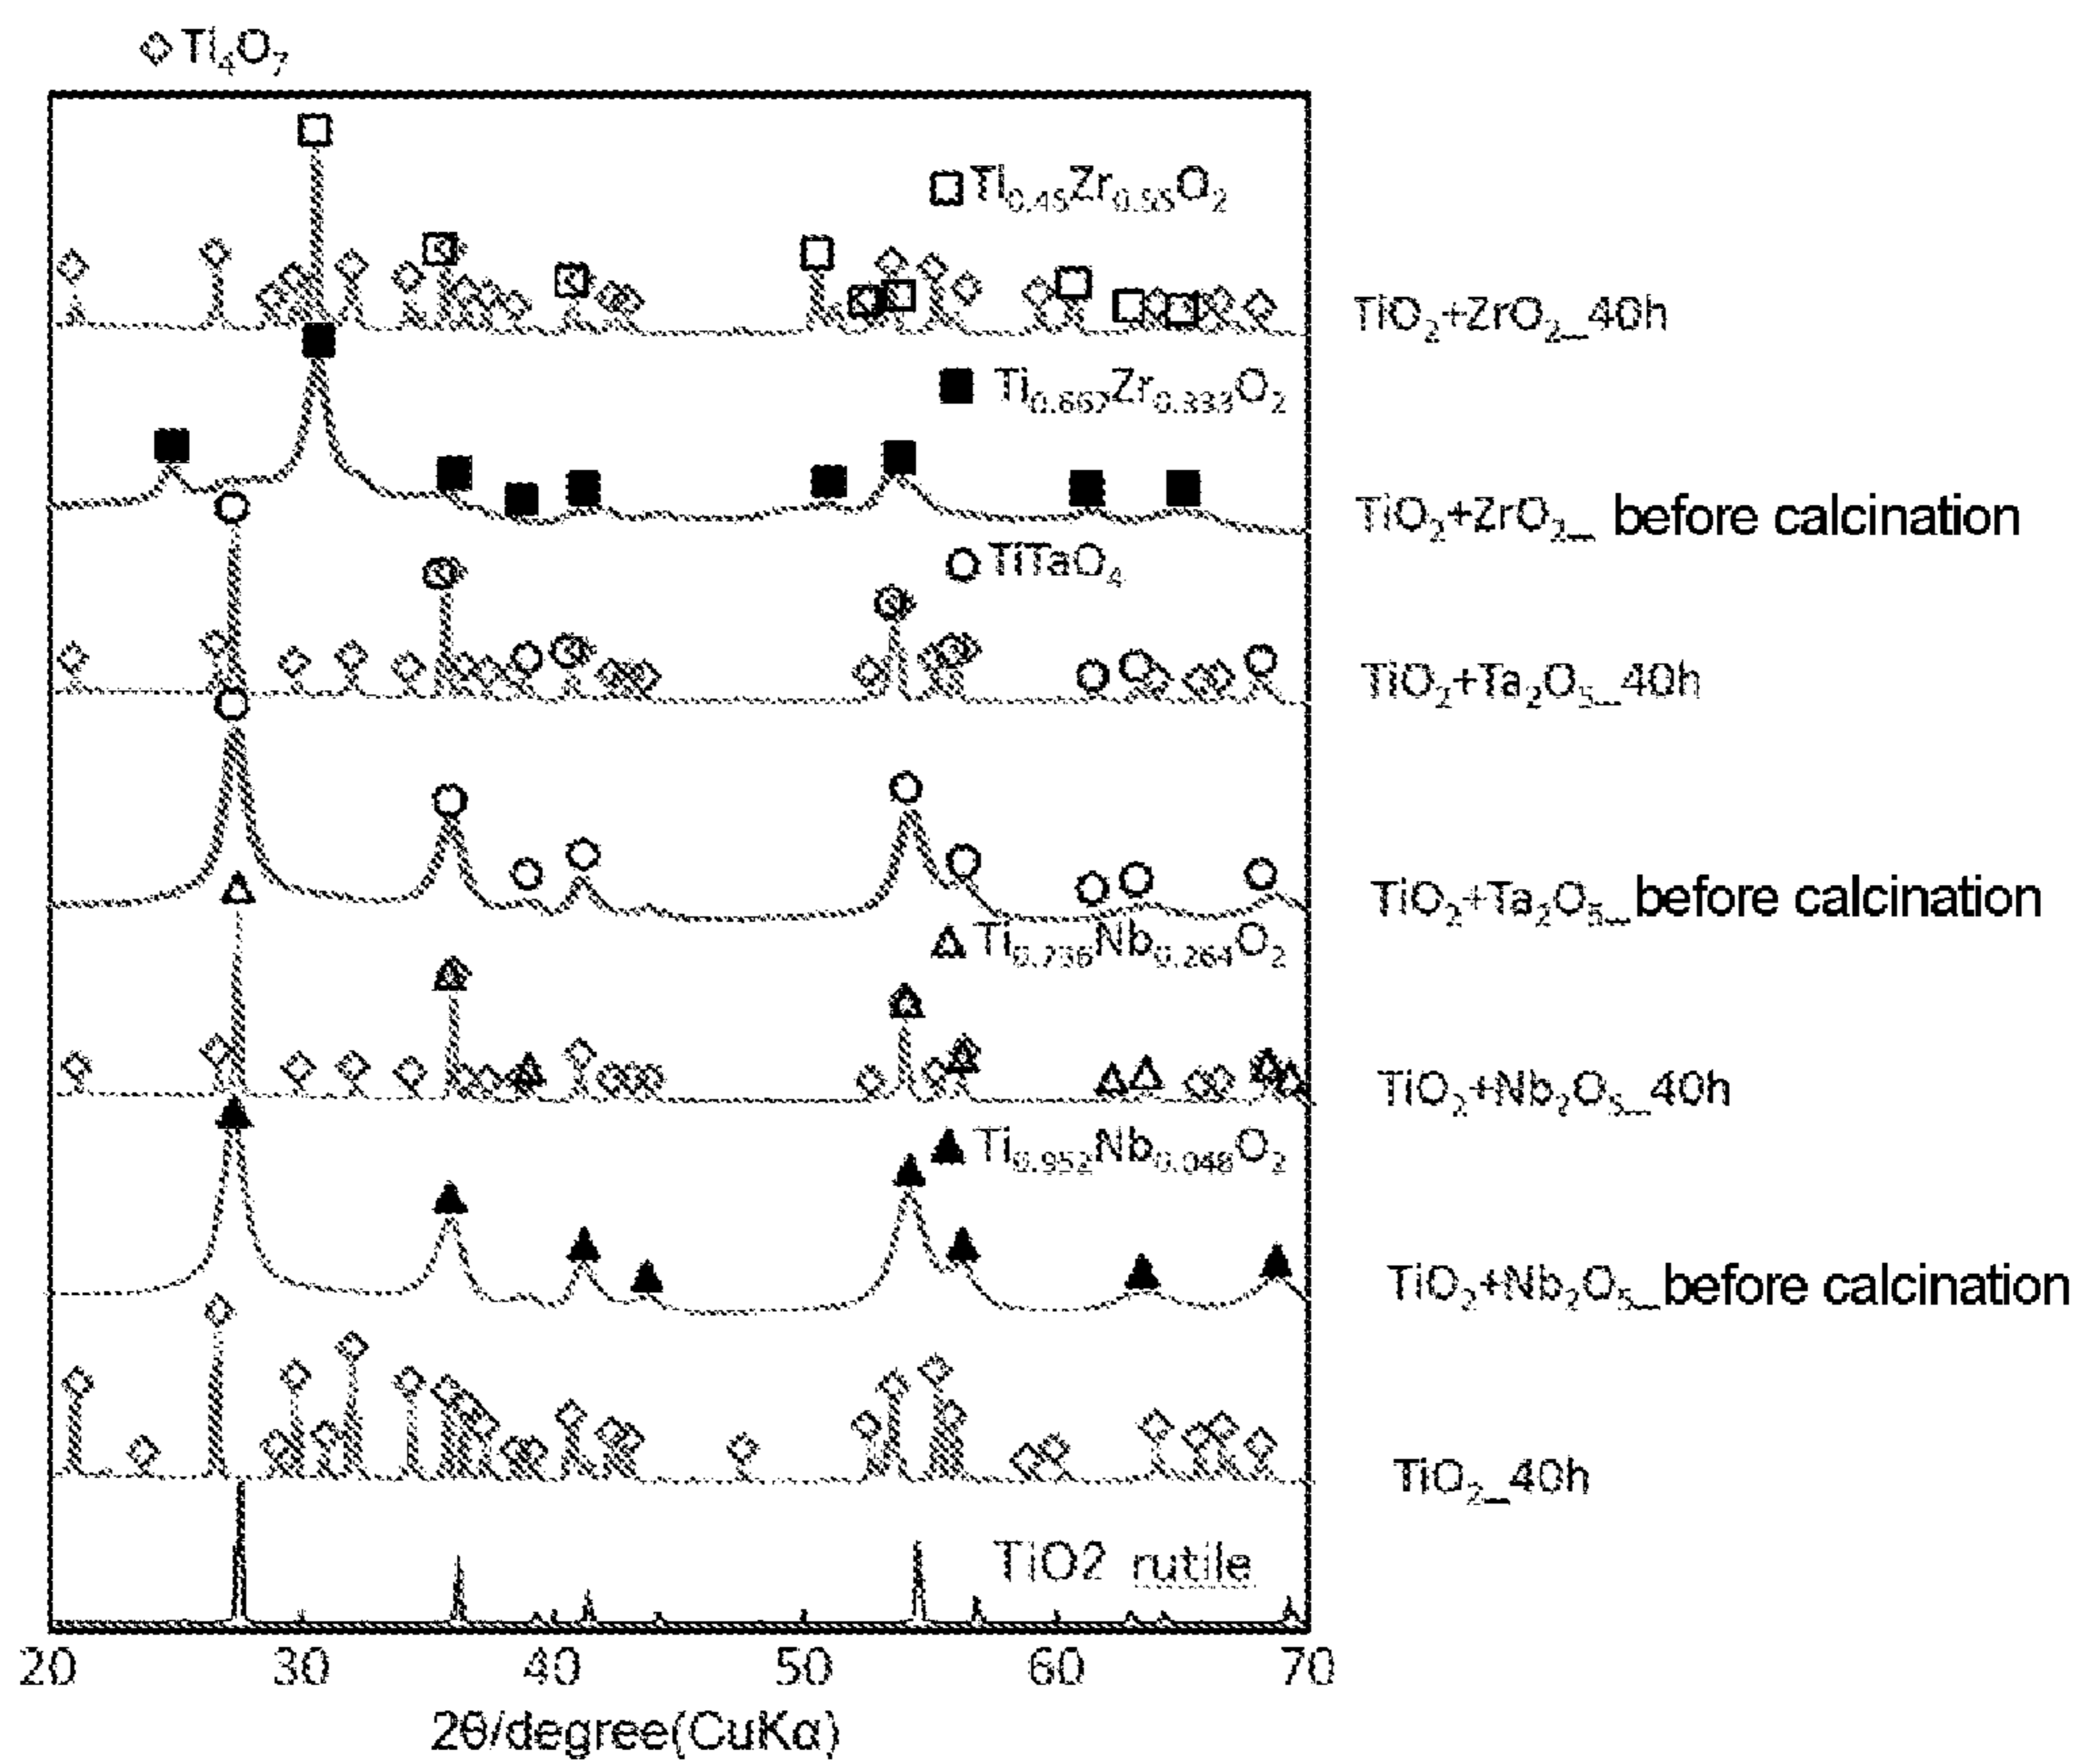 ◇ Ti₄O₇
□ Ti₀.₄₅Zr₀.₅₅O₂
TiO₂+ZrO₂_40h
■ Ti₀.₆₆₇Zr₀.₃₃₃O₂
TiO₂+ZrO₂_ before calcination
○ TiTaO₄
TiO₂+Ta₂O₅_40h
TiO₂+Ta₂O₅_before calcination
△ Ti₀.₇₃₆Nb₀.₂₆₄O₂
TiO₂+Nb₂O₅_40h
▲ Ti₀.₉₅₂Nb₀.₀₄₈O₂
TiO₂+Nb₂O₅_before calcination
TiO₂_40h
TiO2 rutile
20 30 40 50 60 70
2θ/degree(CuKα)